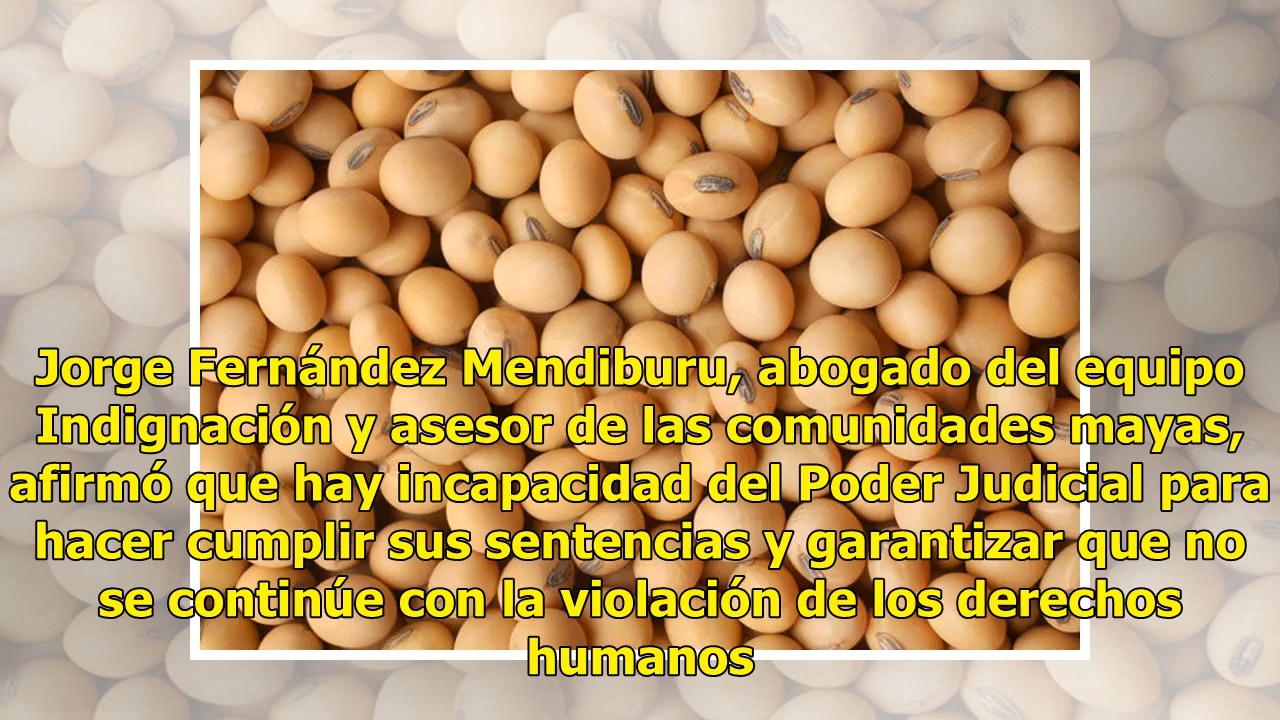 Jorge Fernández Mendiburu, abogado del equipo
Indignación y asesor de las comunidades mayas,
afirmó que hay incapacidad del Poder Judicial para
hacer cumplir sus sentencias y garantizar que no
se continúe con la violación de los derechos
humanos